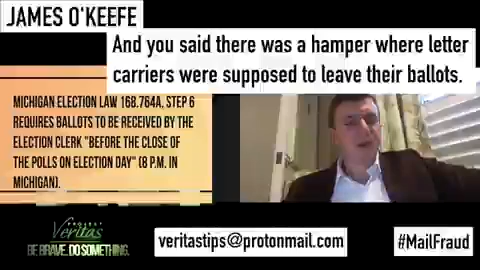 JAMES O'KEEFE
And you said there was a hamper where letter
carriers were supposed to leave their ballots.
MICHIGAN ELECTION LAW 168.764A, STEP 6
REQUIRES BALLOTS TO BE RECEIVED BY THE
ELECTION CLERK "BEFORE THE CLOSE OF
THE POLLS ON ELECTION DAY" (8 P.M. IN
MICHIGAN).
PROJECT
Veritas
BE BRAVE. DO SOMETHING.
veritastips@protonmail.com
#MailFraud